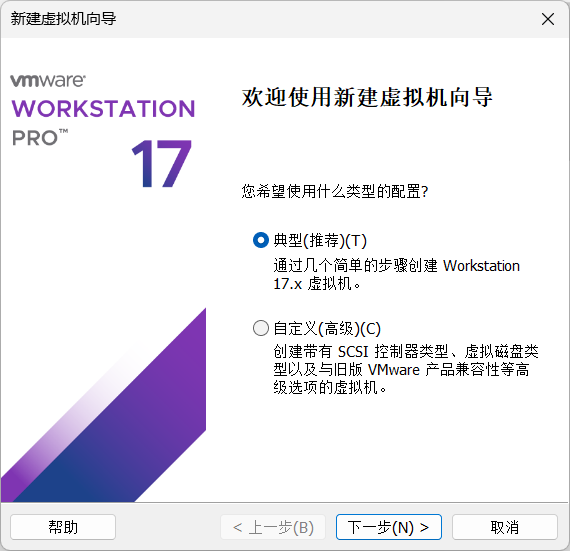 新建虚拟机向导
vmware®
WORKSTATION
PRO™
17
欢迎使用新建虚拟机向导
您希望使用什么类型的配置?
典型(推荐)(T)
通过几个简单的步骤创建 Workstation
17.x 虚拟机。
自定义(高级)(C)
创建带有 SCSI 控制器类型、虚拟磁盘类
型以及与旧版 VMware 产品兼容性等高
级选项的虚拟机。
帮助
< 上一步(B)
下一步(N) >
取消